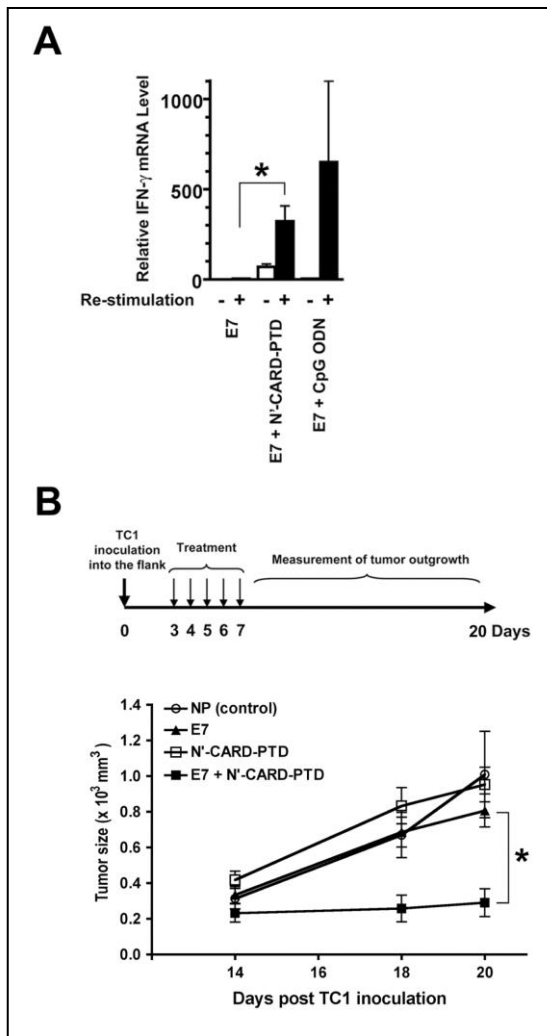 A
Relative IFN-γ mRNA Level
1000
500
0
Re-stimulation - + - + - +
E7
E7 + N'-CARD-PTD
E7 + CpG ODN
*
B
TC1
inoculation
into the flank
Treatment
Measurement of tumor outgrowth
0 3 4 5 6 7 20 Days
NP (control)
E7
N'-CARD-PTD
E7 + N'-CARD-PTD
Tumor size (x 10³ mm³)
1.4
1.2
1.0
0.8
0.6
0.4
0.2
0.0
*
14 16 18 20
Days post TC1 inoculation